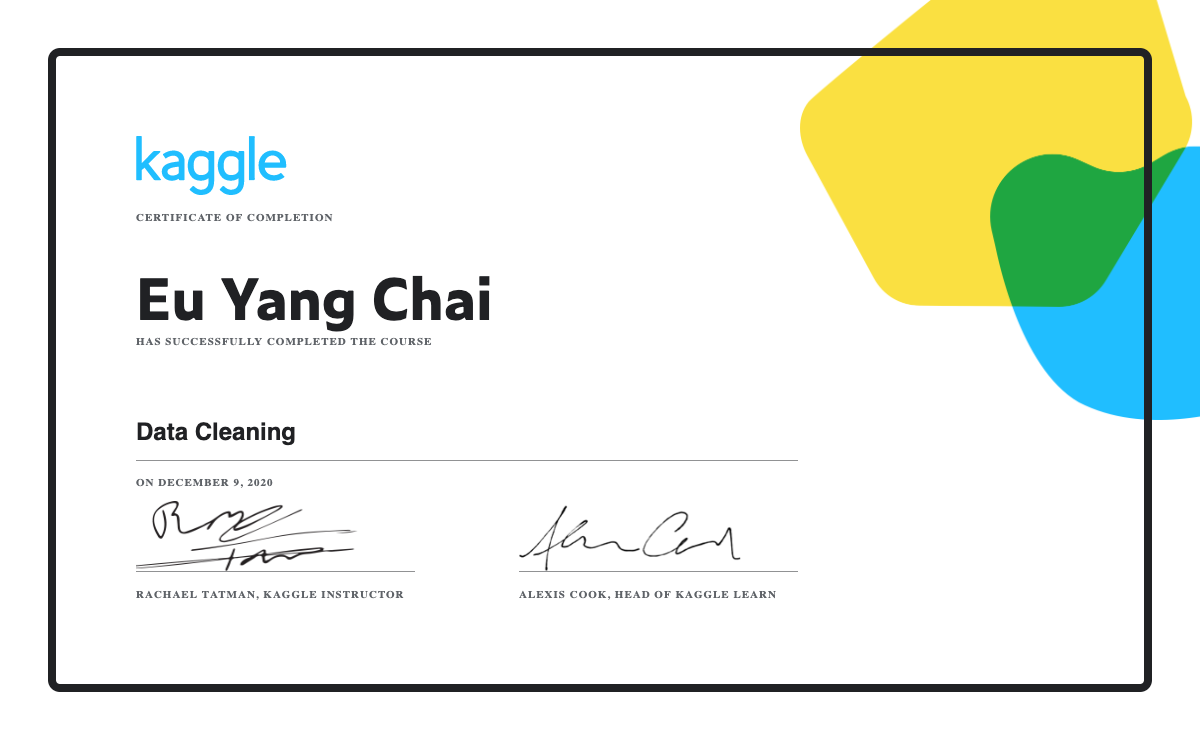 kaggle
CERTIFICATE OF COMPLETION
Eu Yang Chai
HAS SUCCESSFULLY COMPLETED THE COURSE
Data Cleaning
ON DECEMBER 9, 2020
RACHAEL TATMAN, KAGGLE INSTRUCTOR
ALEXIS COOK, HEAD OF KAGGLE LEARN